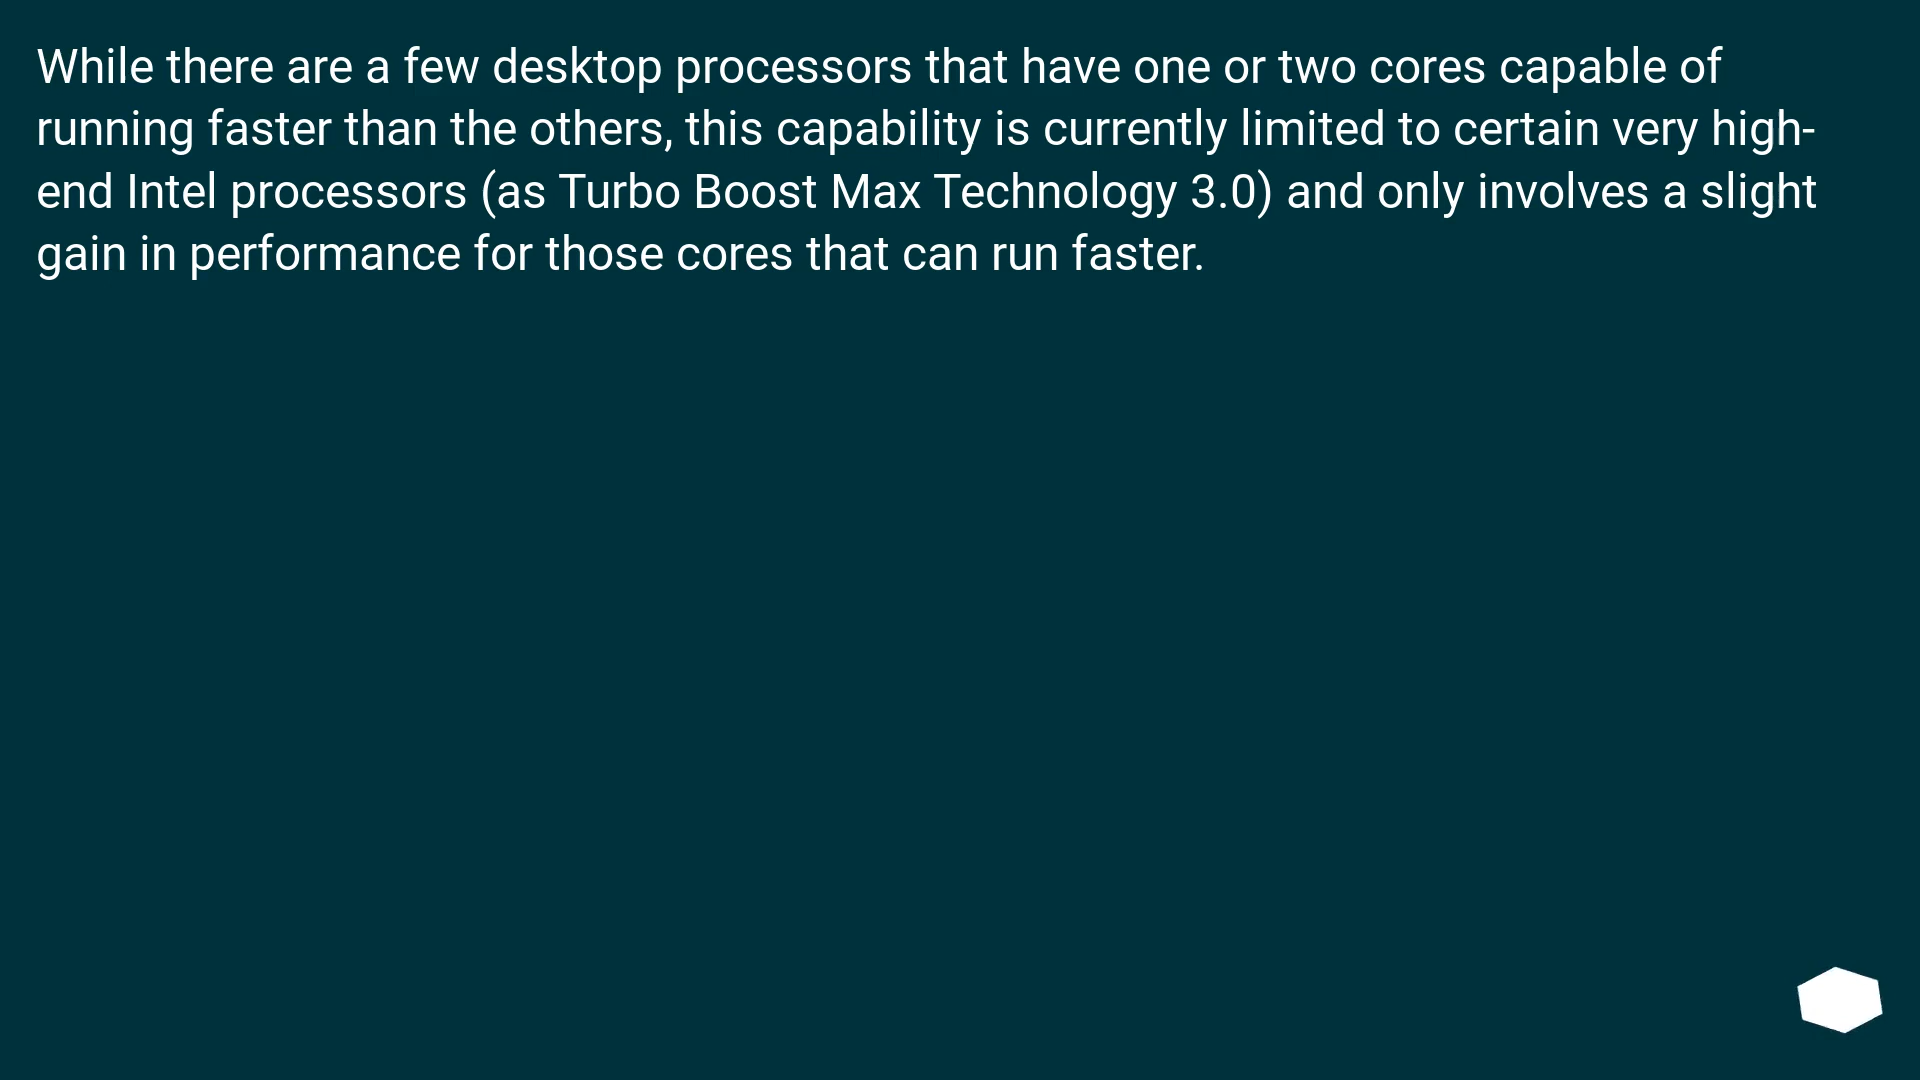 While there are a few desktop processors that have one or two cores capable of
running faster than the others, this capability is currently limited to certain very high-
end Intel processors (as Turbo Boost Max Technology 3.0) and only involves a slight
gain in performance for those cores that can run faster.